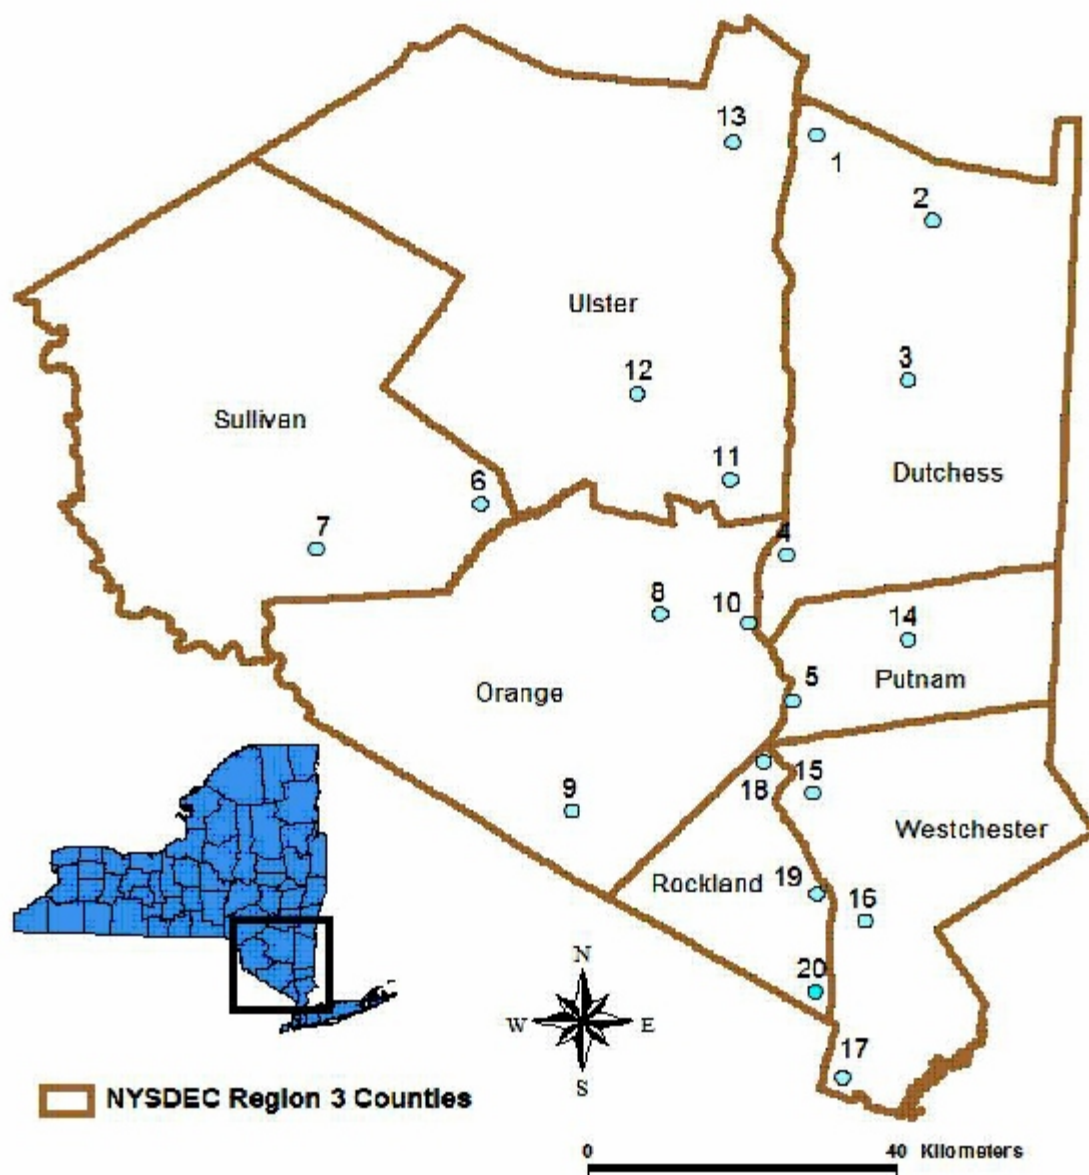 13
1
2
Ulster
3
12
Sullivan
11
Dutchess
6
7
4
8
10
14
Putnam
5
Orange
18
15
9
Westchester
Rockland
19
16
20
N
W
E
S
17
NYSDEC Region 3 Counties
0
40 Kilometers